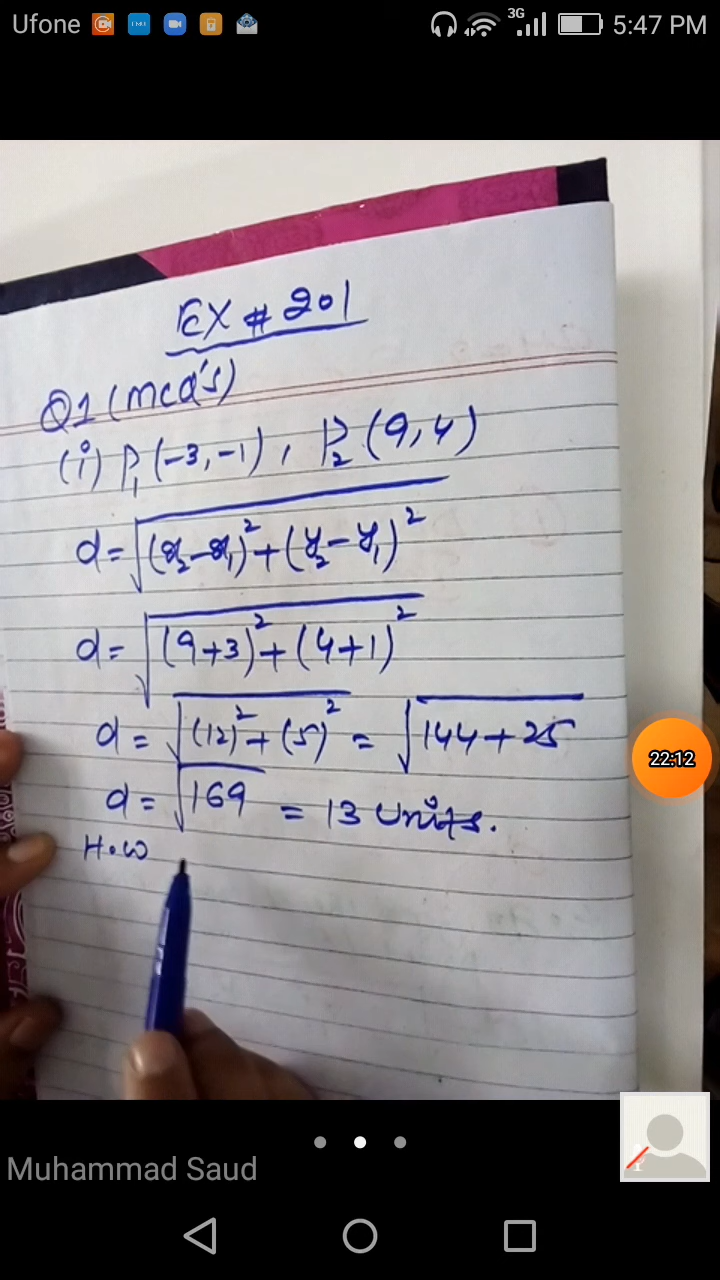 Ufone 3G 5:47 PM
EX # 201
Q1 (mcq's)
(i) P₁(-3,-1), P₂(9,4)
d = √(x₂-x₁)²+(y₂-y₁)²
d = √(9+3)²+(4+1)²
d = √(12)²+(5)² = √144+25
d = √169 = 13 units.
H.W
22:12
Muhammad Saud